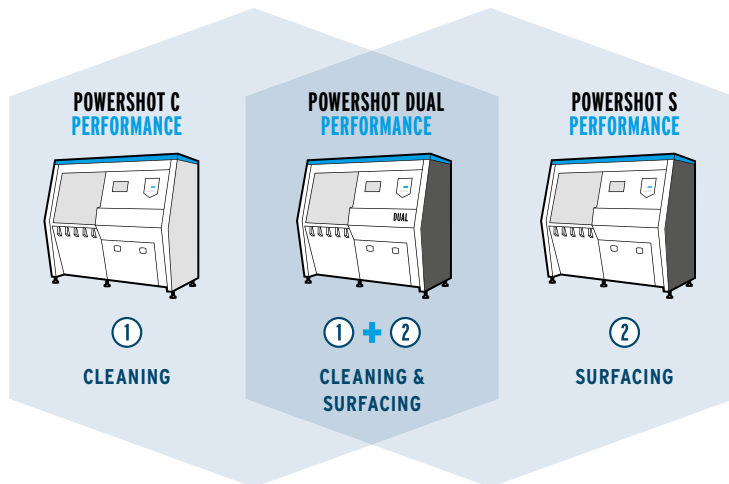 POWERSHOT C
PERFORMANCE
1
CLEANING
POWERSHOT DUAL
PERFORMANCE
DUAL
1 + 2
CLEANING &
SURFACING
POWERSHOT S
PERFORMANCE
2
SURFACING